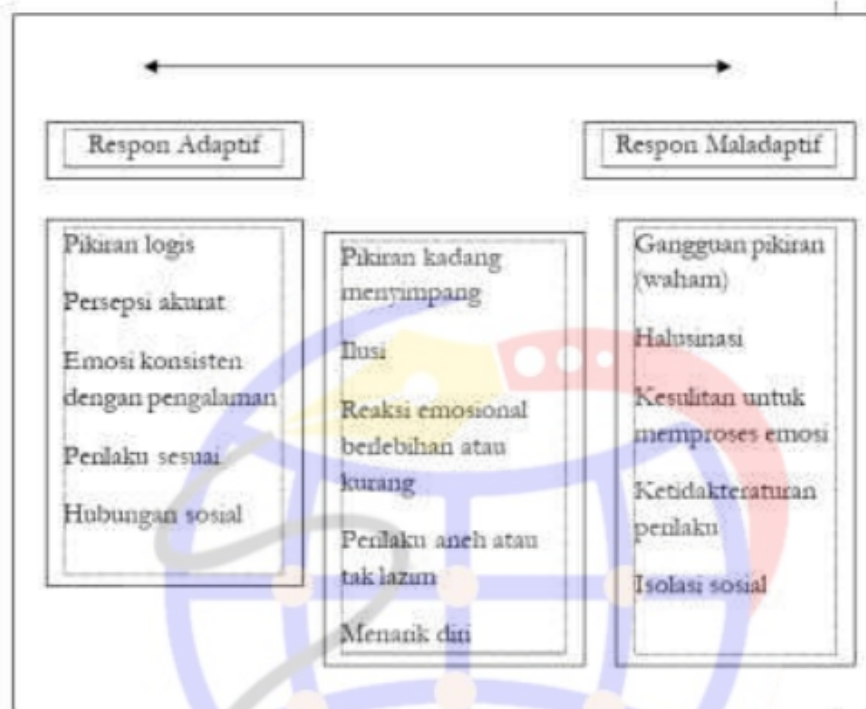 Respon Adaptif
Respon Maladaptif
Pikiran logis
Persepsi akurat
Emosi konsisten
dengan pengalaman
Perilaku sesuai
Hubungan sosial
Pikiran kadang
menyimpang
Ilusi
Reaksi emosional
berlebihan atau
kurang
Perilaku aneh atau
tak lazim
Menarik diri
Gangguan pikiran
(waham)
Halusinasi
Kesulitan untuk
memproses emosi
Ketidakteraturan
perilaku
Isolasi sosial